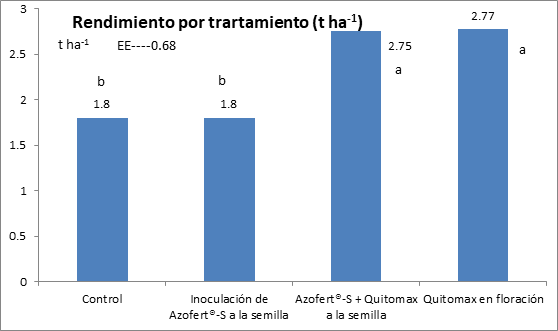 Rendimiento por trartamiento (t ha-1)
t ha-1 EE----0.68
3
2.5
2
1.5
1
0.5
0
b
1.8
b
1.8
2.75
a
2.77
a
Control
Inoculación de
Azofert®-S a la semilla
Azofert®-S + Quitomax
a la semilla
Quitomax en floración